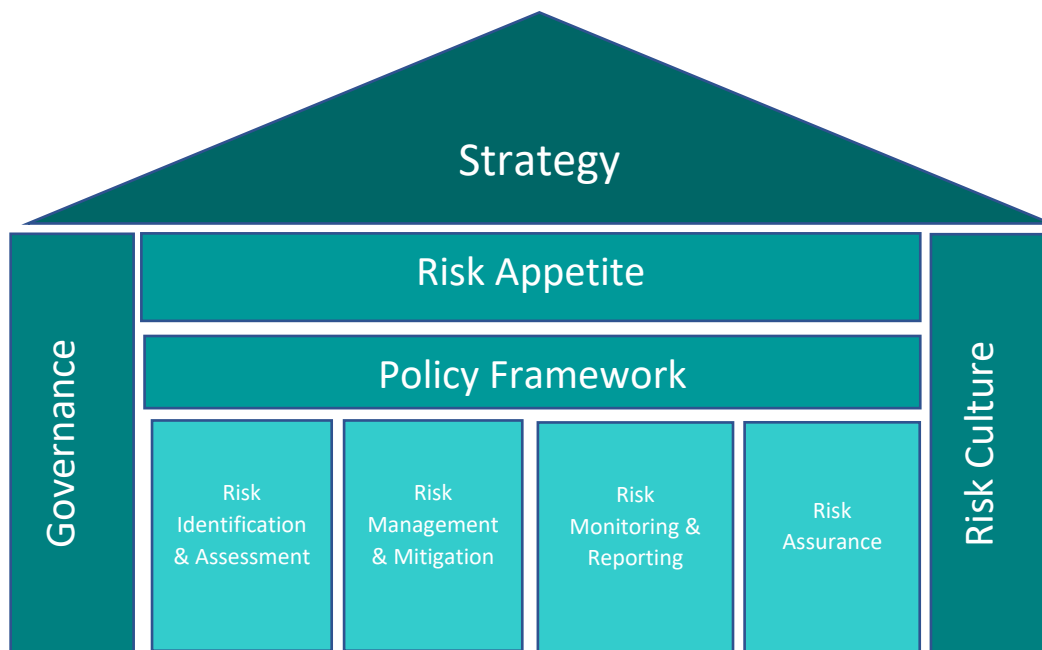 Strategy
Risk Appetite
Policy Framework
Governance
Risk
Identification
& Assessment
Risk
Management
& Mitigation
Risk
Monitoring &
Reporting
Risk
Assurance
Risk Culture